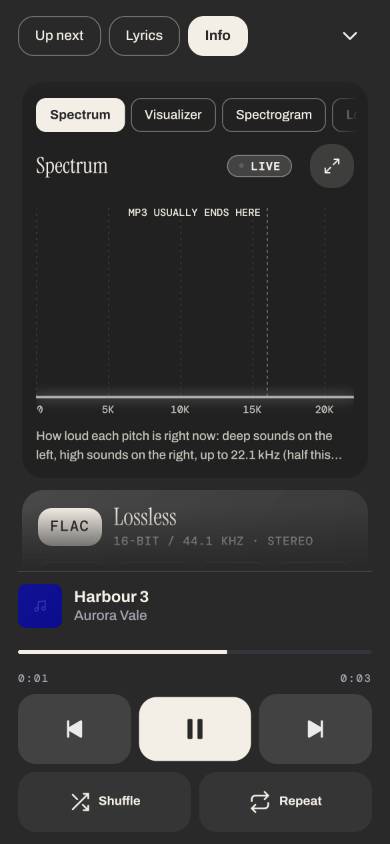 Up next
Lyrics
Info
Spectrum
Visualizer
Spectrogram
Spectrum
LIVE
MP3 USUALLY ENDS HERE
0
5K
10K
15K
20K
How loud each pitch is right now: deep sounds on the
left, high sounds on the right, up to 22.1 kHz (half this...
FLAC
Lossless
16-BIT / 44.1 KHZ · STEREO
Harbour 3
Aurora Vale
0:01
0:03
Shuffle
Repeat